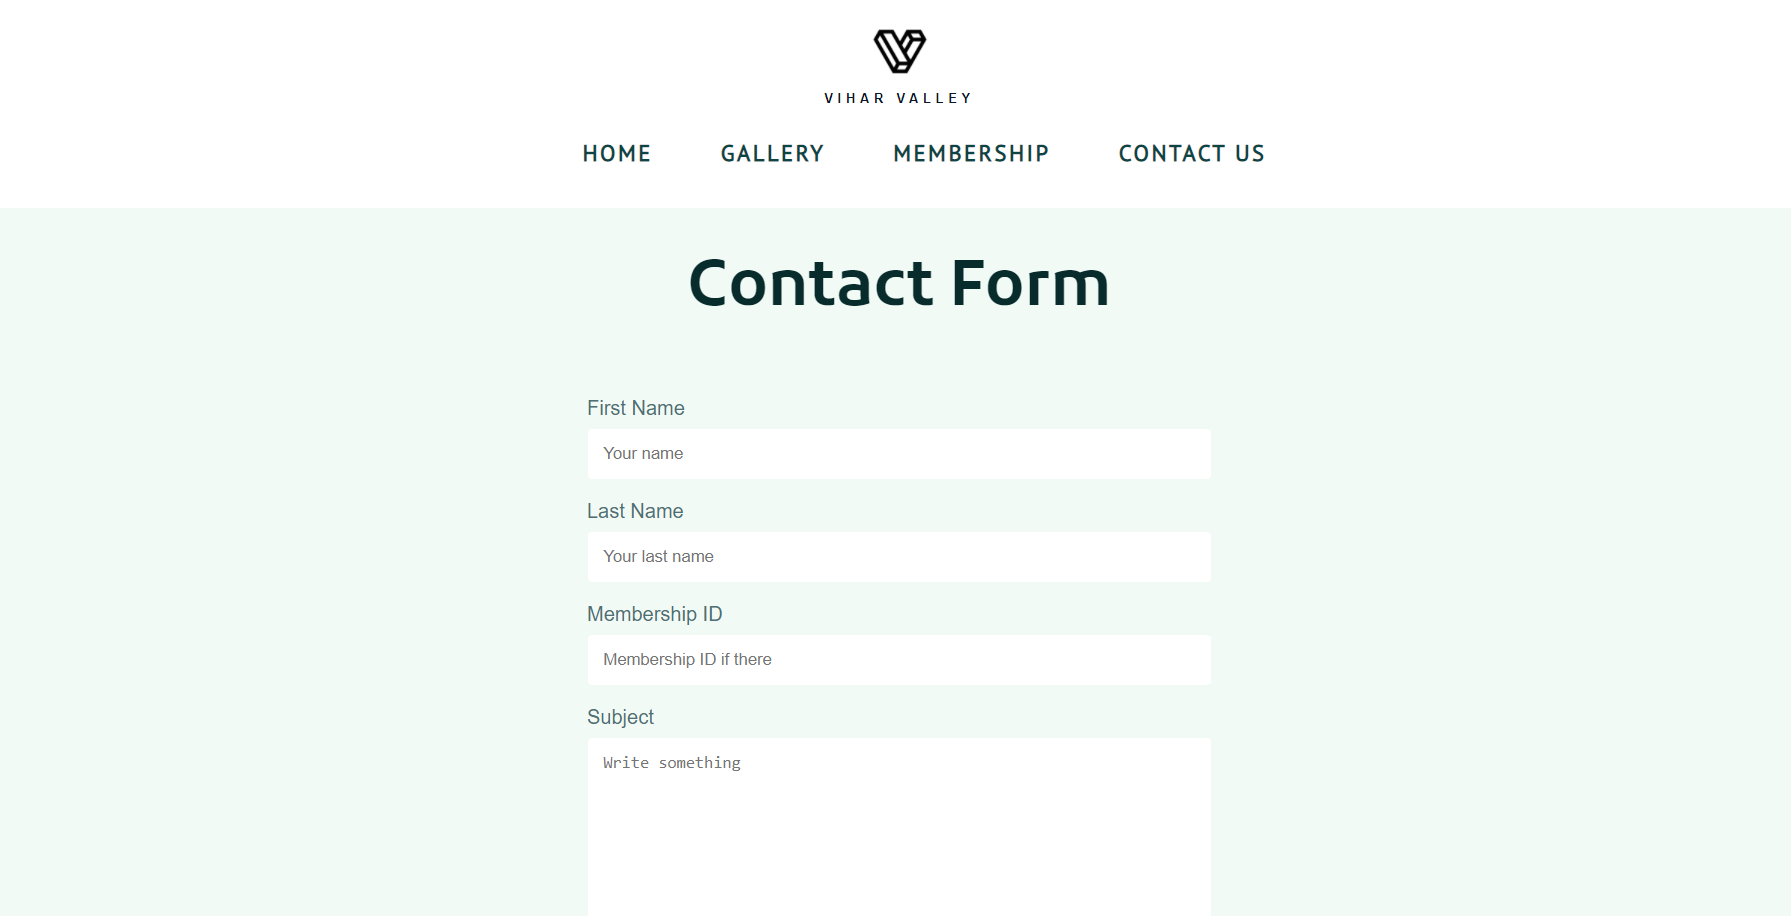 VIHAR VALLEY
HOME GALLERY MEMBERSHIP CONTACT US
Contact Form
First Name
Your name
Last Name
Your last name
Membership ID
Membership ID if there
Subject
Write something